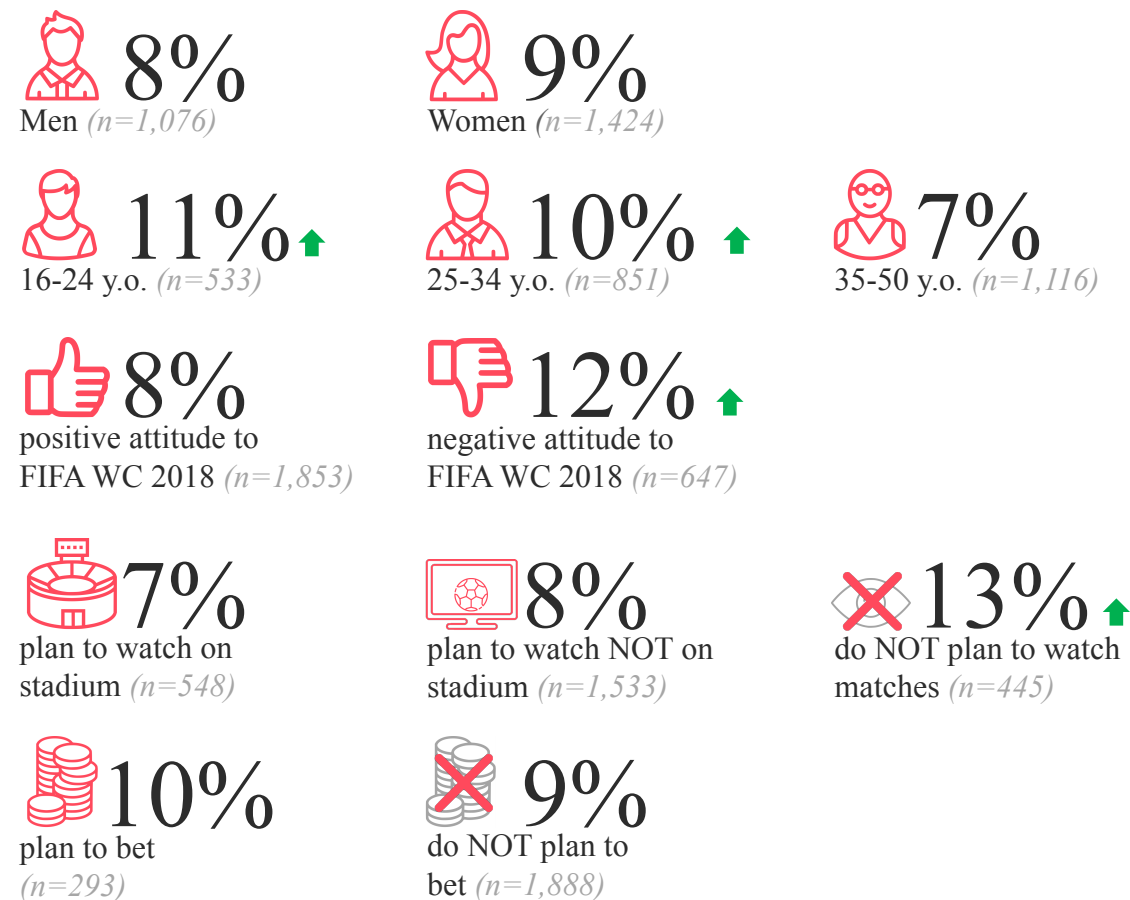 8% 9%
Men (n=1,076) Women (n=1,424)
11% 10% 7%
16-24 y.o. (n=533) 25-34 y.o. (n=851) 35-50 y.o. (n=1,116)
8% 12%
positive attitude to negative attitude to
FIFA WC 2018 (n=1,853) FIFA WC 2018 (n=647)
7% 8% 13%
plan to watch on plan to watch NOT on do NOT plan to watch
stadium (n=548) stadium (n=1,533) matches (n=445)
10% 9%
plan to bet do NOT plan to
(n=293) bet (n=1,888)